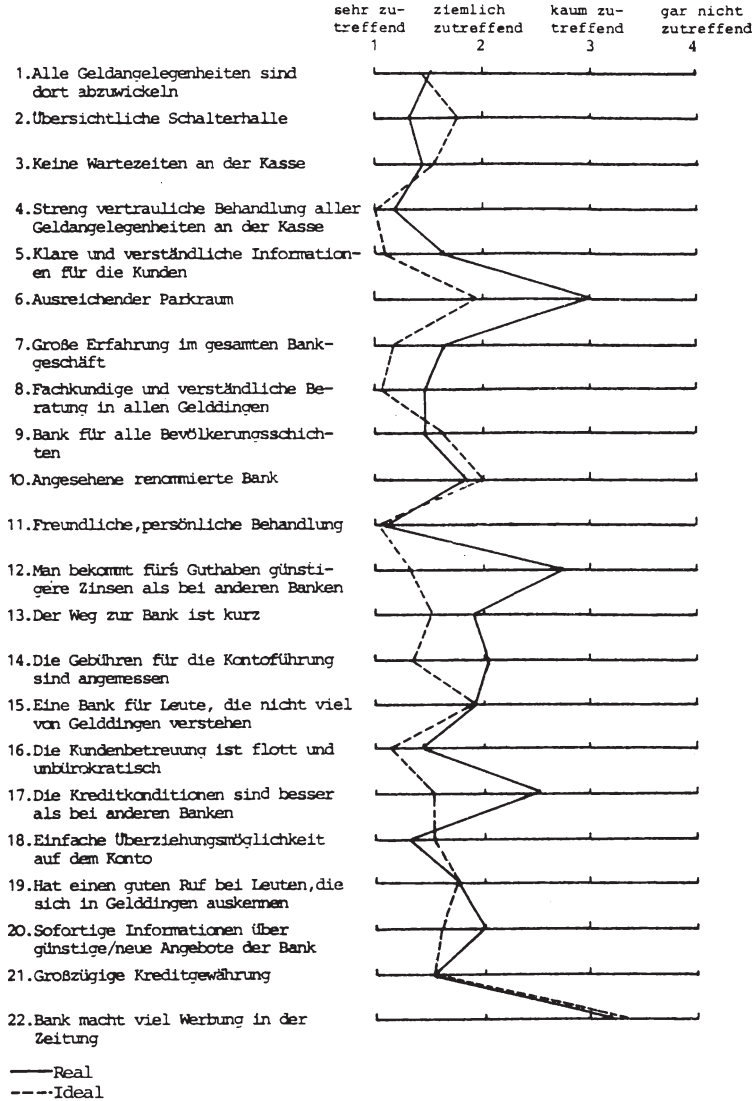 sehr zu- ziemlich kaum zu- gar nicht
treffend zutreffend treffend zutreffend
1 2 3 4
1.Alle Geldangelegenheiten sind
dort abzuwickeln
2.Übersichtliche Schalterhalle
3.Keine Wartezeiten an der Kasse
4.Streng vertrauliche Behandlung aller
Geldangelegenheiten an der Kasse
5.Klare und verständliche Information-
en für die Kunden
6.Ausreichender Parkraum
7.Große Erfahrung im gesamten Bank-
geschäft
8.Fachkundige und verständliche Be-
ratung in allen Gelddingen
9.Bank für alle Bevölkerungsschich-
ten
10.Angesehene renommierte Bank
11.Freundliche,persönliche Behandlung
12.Man bekommt für's Guthaben günsti-
gere Zinsen als bei anderen Banken
13.Der Weg zur Bank ist kurz
14.Die Gebühren für die Kontoführung
sind angemessen
15.Eine Bank für Leute, die nicht viel
von Gelddingen verstehen
16.Die Kundenbetreuung ist flott und
unbürokratisch
17.Die Kreditkonditionen sind besser
als bei anderen Banken
18.Einfache Überziehungsmöglichkeit
auf dem Konto
19.Hat einen guten Ruf bei Leuten,die
sich in Gelddingen auskennen
20.Sofortige Informationen über
günstige/neue Angebote der Bank
21.Großzügige Kreditgewährung
22.Bank macht viel Werbung in der
Zeitung
Real
Ideal